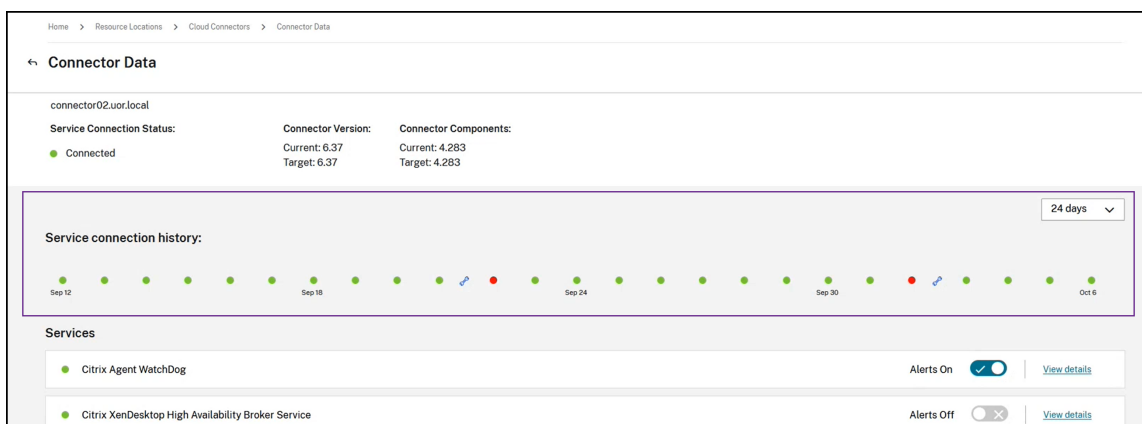 Home > Resource Locations > Cloud Connectors > Connector Data
Connector Data
connector02.uor.local
Service Connection Status: Connector Version: Connector Components:
Connected Current: 6.37 Current: 4.283
Target: 6.37 Target: 4.283
24 days
Service connection history:
Sep 12 Sep 18 Sep 24 Sep 30 Oct 6
Services
Citrix Agent WatchDog Alerts On View details
Citrix XenDesktop High Availability Broker Service Alerts Off View details